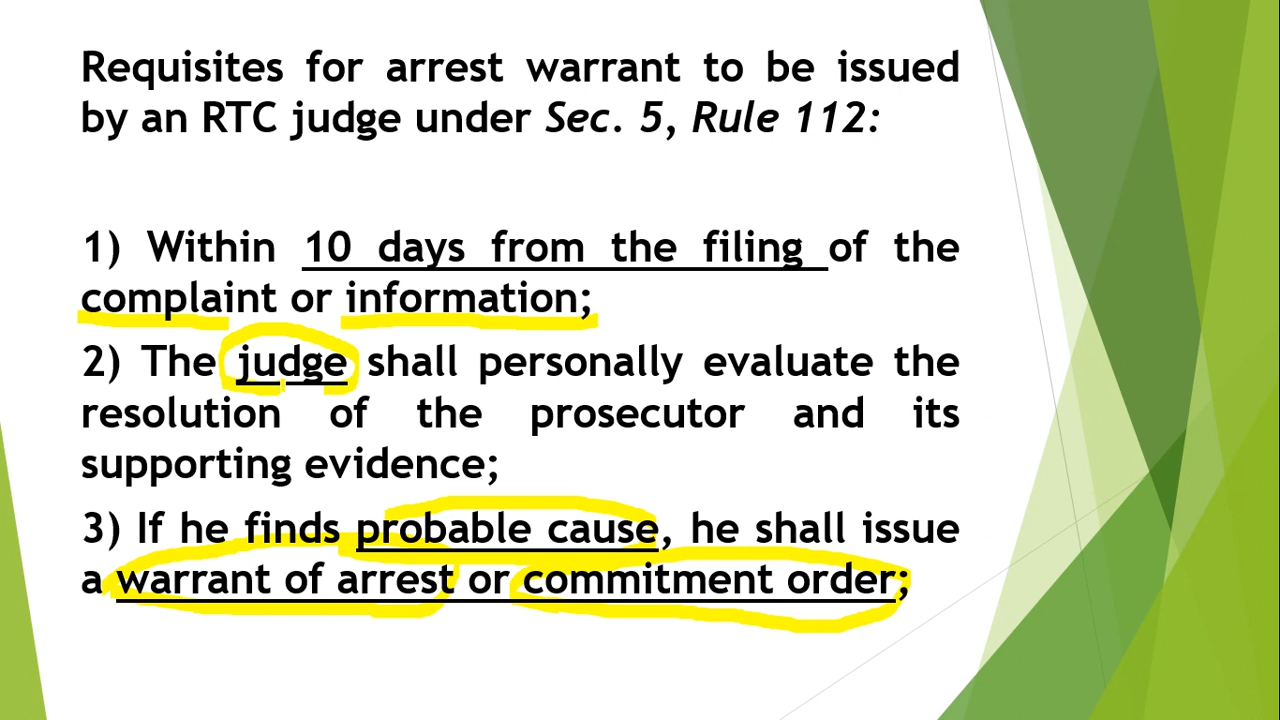 Requisites for arrest warrant to be issued
by an RTC judge under Sec. 5, Rule 112:
1) Within 10 days from the filing of the
complaint or information;
2) The judge shall personally evaluate the
resolution of the prosecutor and its
supporting evidence;
3) If he finds probable cause, he shall issue
a warrant of arrest or commitment order;